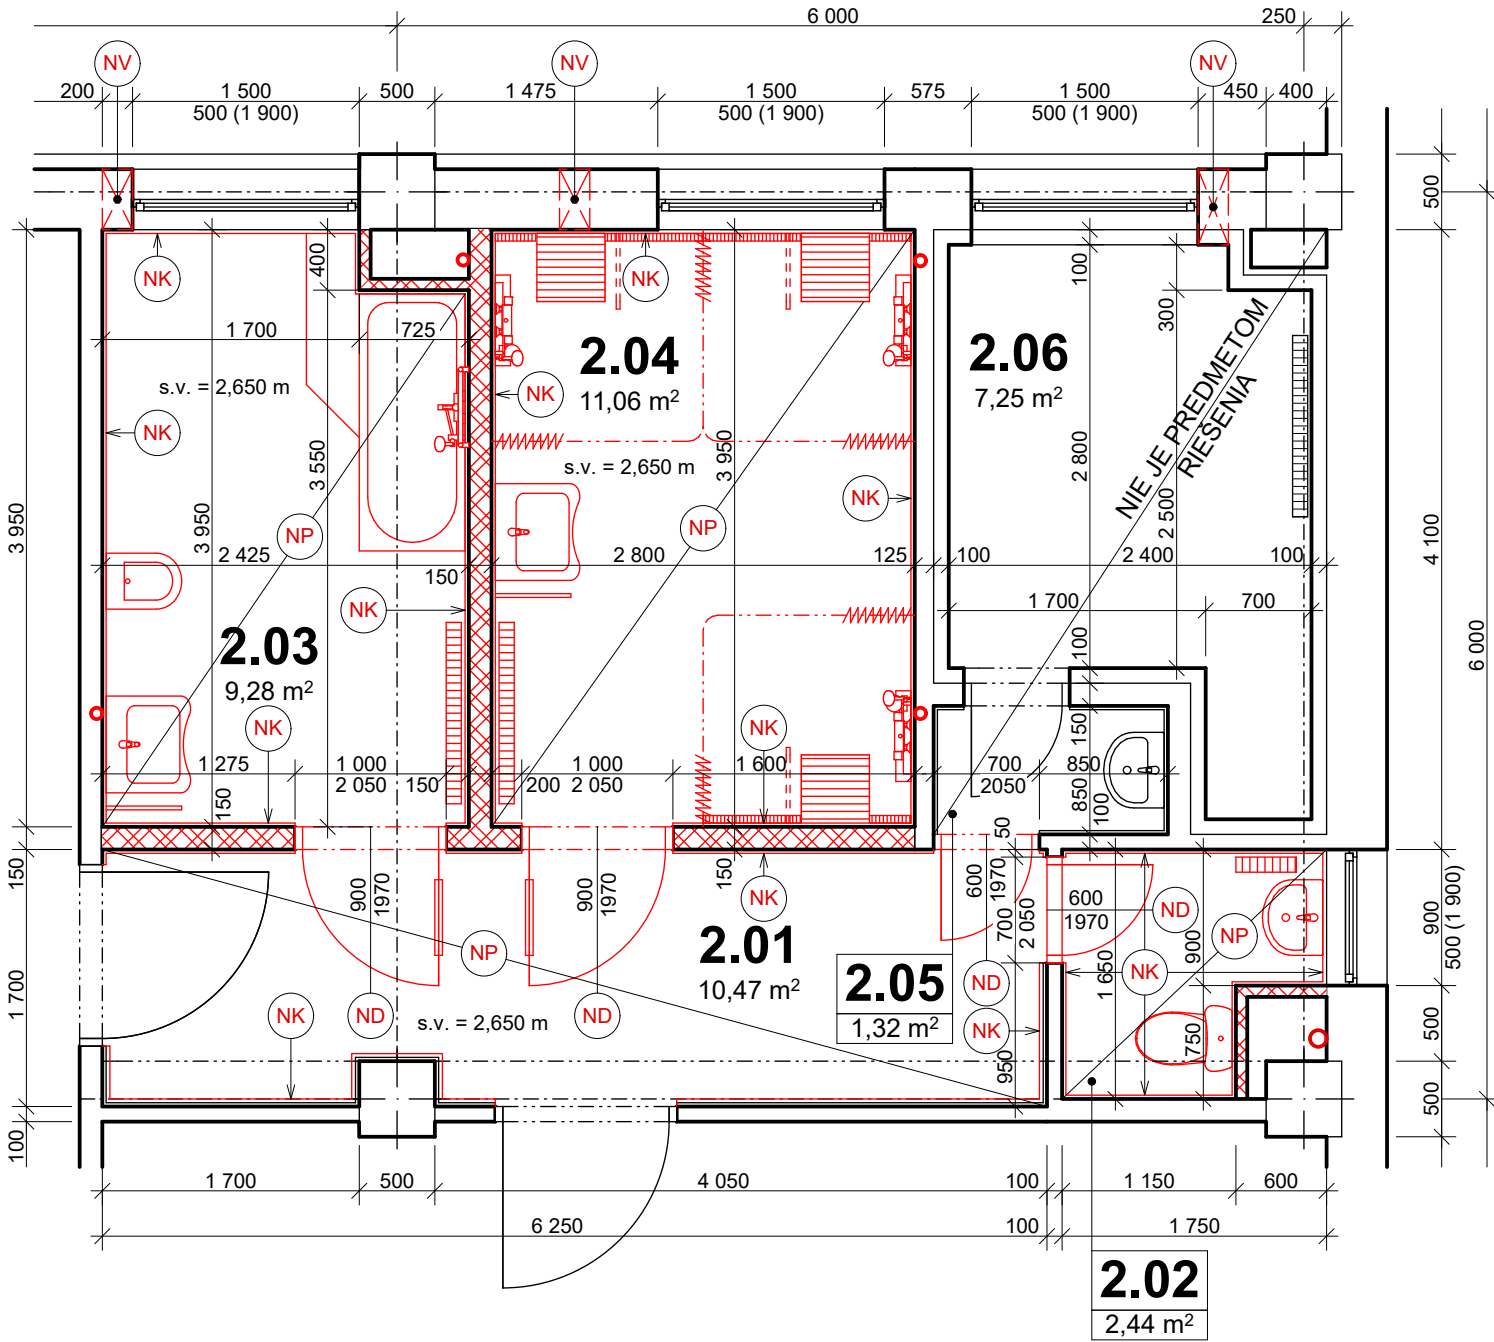 6 000
250
NV
NV
NV
200
1 500
500 (1 900)
500
1 475
1 500
500 (1 900)
575
1 500
500 (1 900)
450
400
500
NK
400
NK
100
300
1 700
725
2.04
11,06 m²
2.06
7,25 m²
s.v. = 2,650 m
NK
NK
s.v. = 2,650 m
3 950
3 550
3 950
3 950
NK
2 800
2 500
NIE JE PREDMETOM
RIEŠENIA
NP
NP
4 100
2 425
150
2 800
125
100
2 400
100
NK
1 700
700
6 000
2.03
9,28 m²
100
NK
NK
150
1 275
1 000
2 050
150
200
1 000
2 050
1 600
700
2050
850
850
100
150
150
150
50
900
1970
900
1970
NK
600
1970
700
2 050
600
1970
ND
900
900
500 (1 900)
NP
2.01
10,47 m²
NP
1 650
NK
1 700
2.05
1,32 m²
ND
NK
NK
ND
s.v. = 2,650 m
ND
950
750
500
500
100
1 700
500
4 050
100
1 150
600
6 250
100
1 750
2.02
2,44 m²